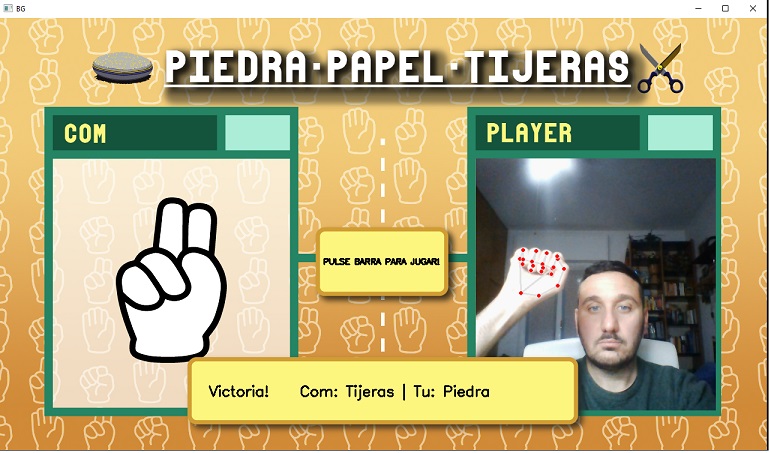 BG
PIEDRA·PAPEL·TIJERAS
COM
PLAYER
PULSE BARRA PARA JUGAR!
Victoria! Com: Tijeras | Tu: Piedra